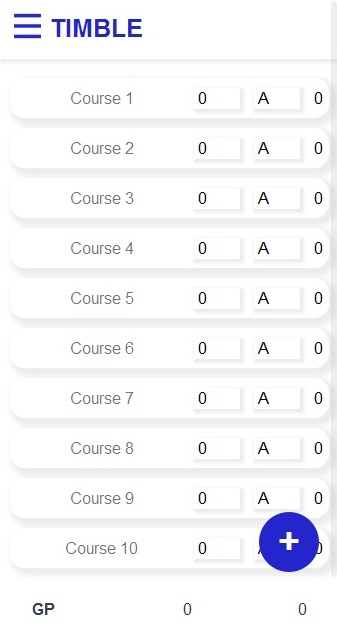 TIMBLE
Course 1 0 A 0
Course 2 0 A 0
Course 3 0 A 0
Course 4 0 A 0
Course 5 0 A 0
Course 6 0 A 0
Course 7 0 A 0
Course 8 0 A 0
Course 9 0 A 0
Course 10 0
+
GP 0 0